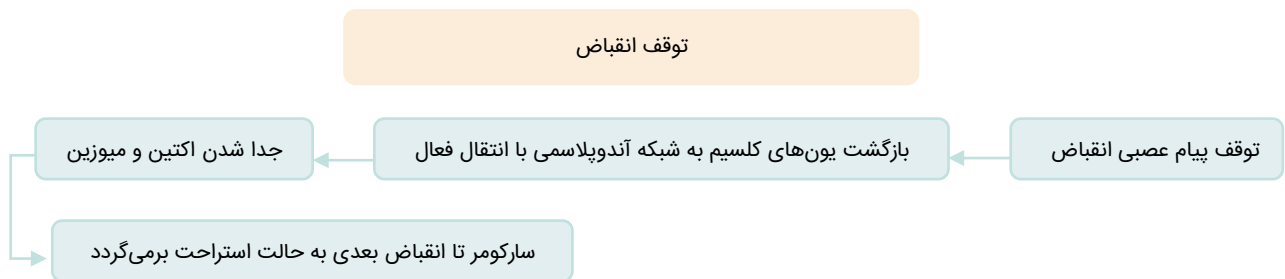 توقف انقباض
توقف پیام عصبی انقباض
بازگشت یون‌های کلسیم به شبکه آندوپلاسمی با انتقال فعال
جدا شدن اکتین و میوزین
سارکومر تا انقباض بعدی به حالت استراحت برمی‌گردد